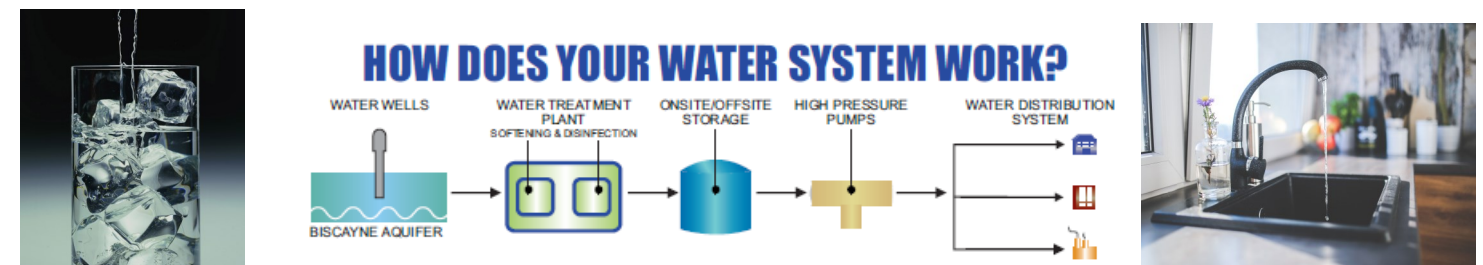 HOW DOES YOUR WATER SYSTEM WORK?
WATER WELLS
BISCAYNE AQUIFER
WATER TREATMENT
PLANT
SOFTENING & DISINFECTION
ONSITE/OFFSITE
STORAGE
HIGH PRESSURE
PUMPS
WATER DISTRIBUTION
SYSTEM